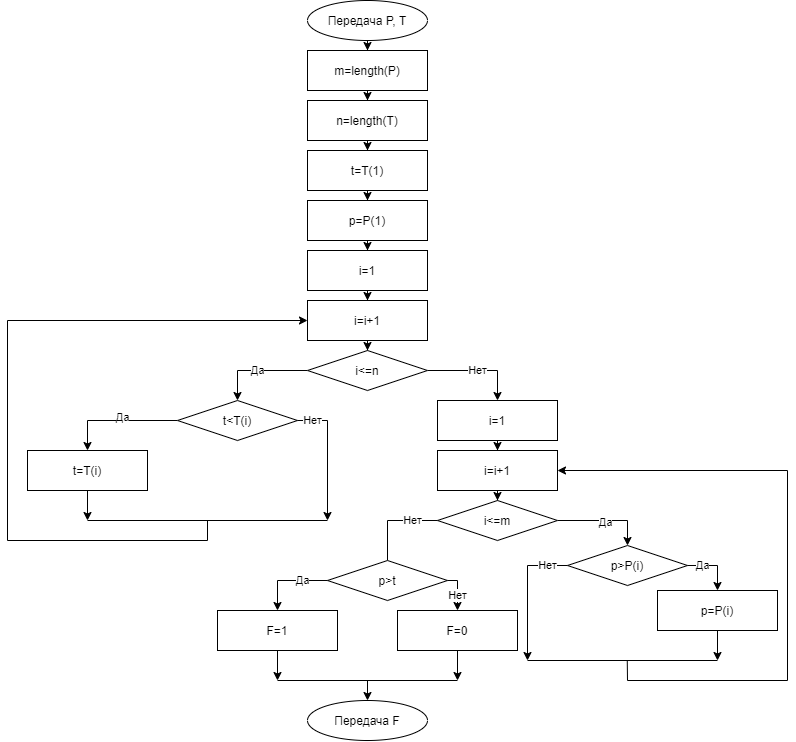 Передача P, T
m=length(P)
n=length(T)
t=T(1)
p=P(1)
i=1
i=i+1
Да
i<=n
Нет
Да
t<T(i)
Нет
i=1
t=T(i)
i=i+1
Нет
i<=m
Да
Нет
p>P(i)
Да
Да
p>t
Нет
p=P(i)
F=1
F=0
Передача F